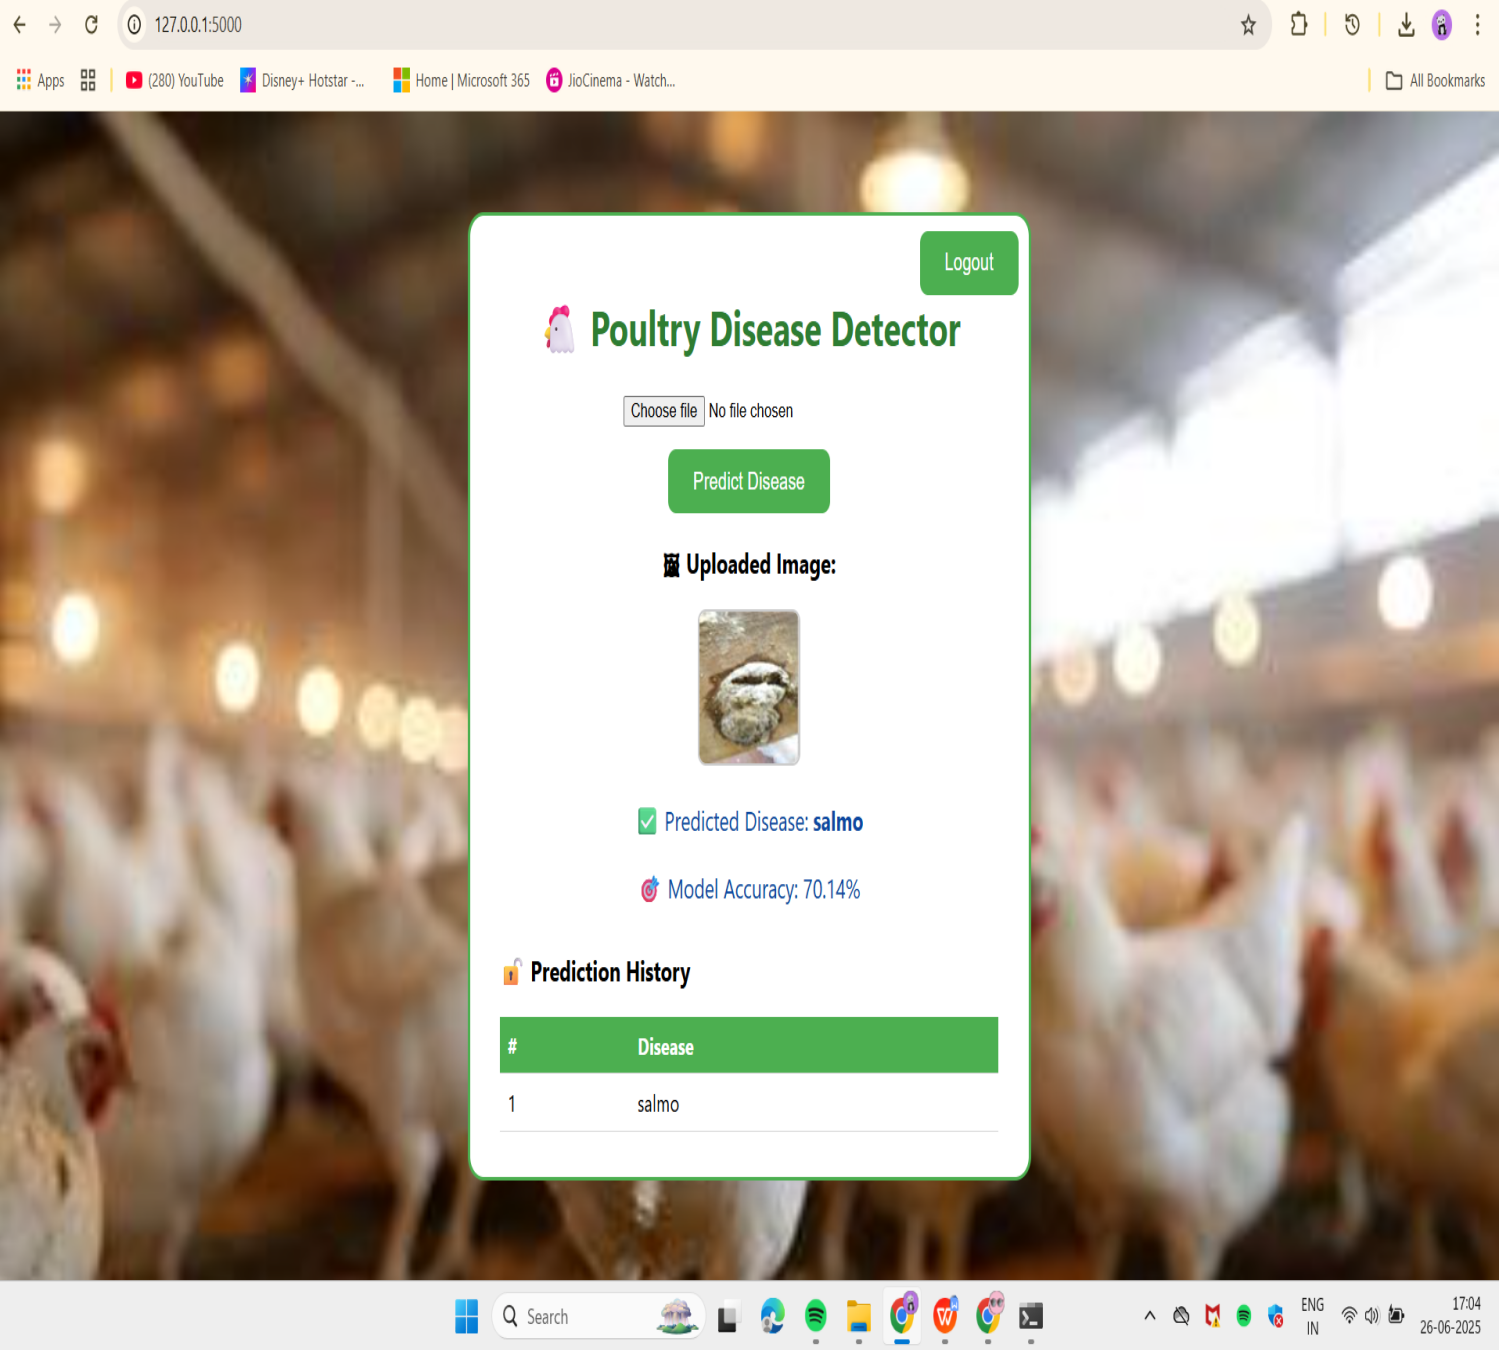 127.0.0.1:5000
Apps
(280) YouTube
Disney+ Hotstar -...
Home | Microsoft 365
JioCinema - Watch...
All Bookmarks
Logout
Poultry Disease Detector
Choose file No file chosen
Predict Disease
Uploaded Image:
Predicted Disease: salmo
Model Accuracy: 70.14%
Prediction History
# Disease
1 salmo
Search
ENG
IN
17:04
26-06-2025